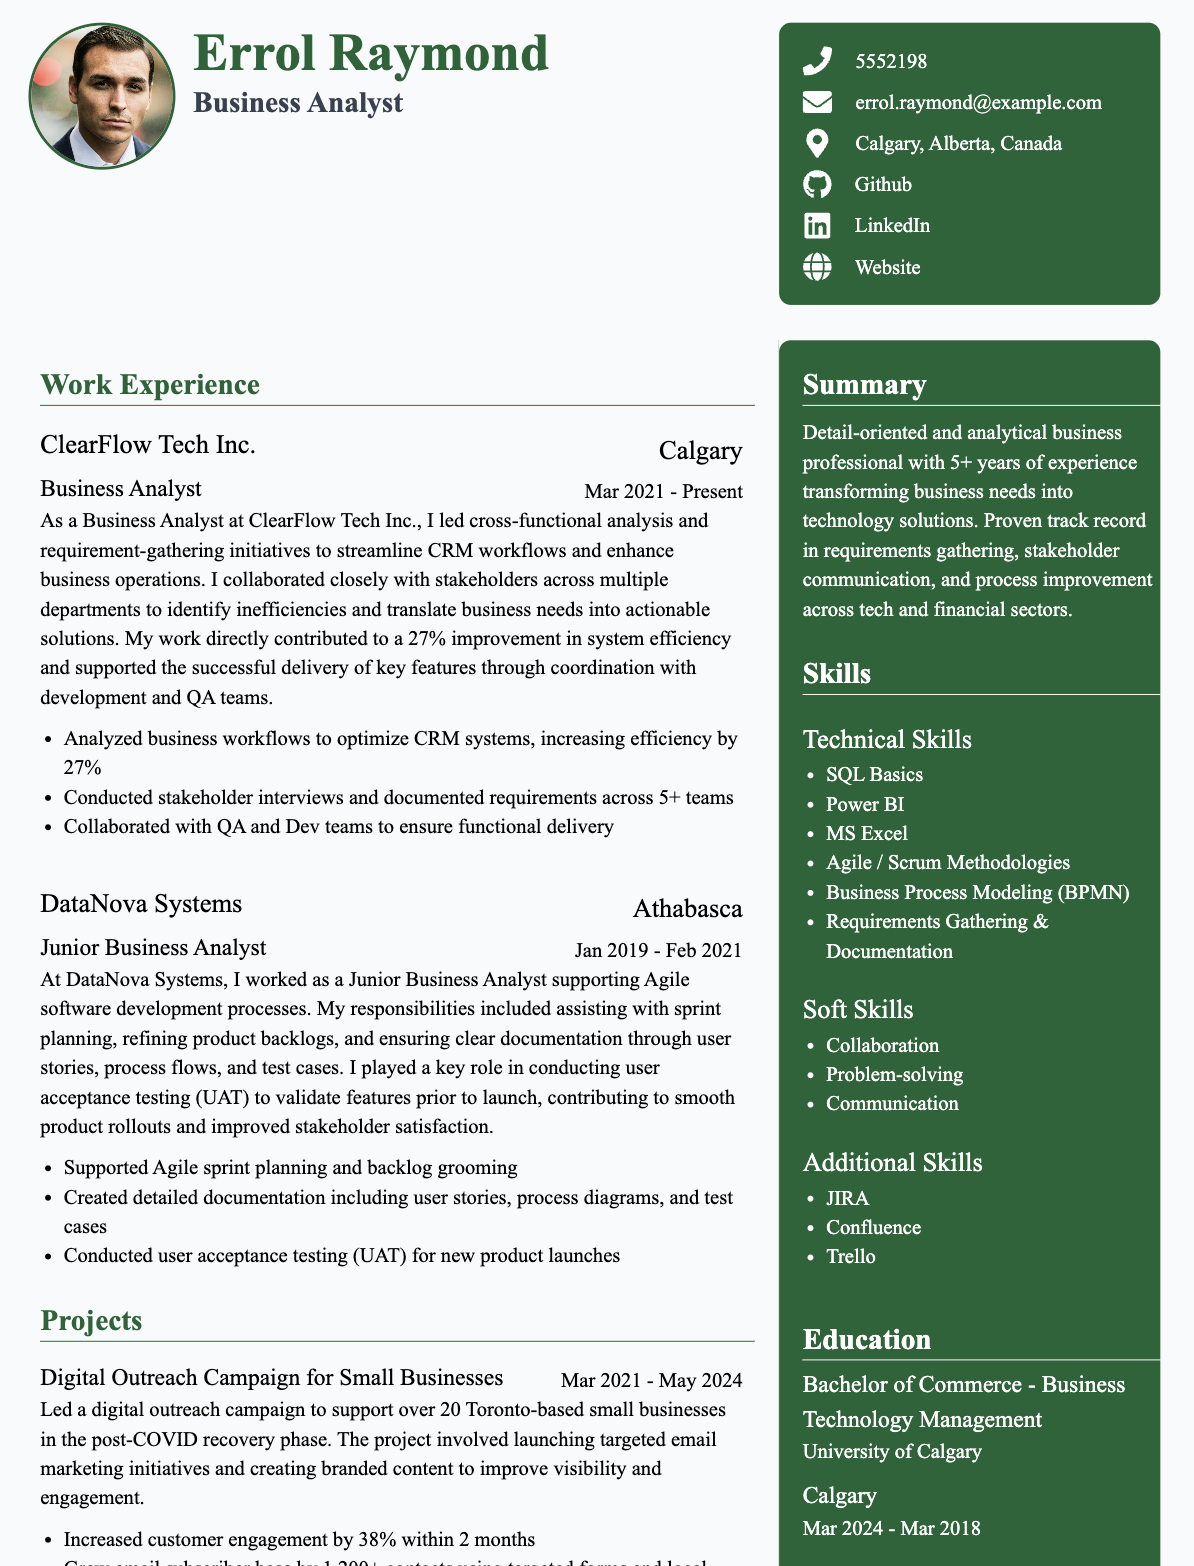 Errol Raymond
Business Analyst
5552198
errol.raymond@example.com
Calgary, Alberta, Canada
Github
LinkedIn
Website
Work Experience
ClearFlow Tech Inc.
Calgary
Business Analyst
Mar 2021 - Present
As a Business Analyst at ClearFlow Tech Inc., I led cross-functional analysis and
requirement-gathering initiatives to streamline CRM workflows and enhance
business operations. I collaborated closely with stakeholders across multiple
departments to identify inefficiencies and translate business needs into actionable
solutions. My work directly contributed to a 27% improvement in system efficiency
and supported the successful delivery of key features through coordination with
development and QA teams.
• Analyzed business workflows to optimize CRM systems, increasing efficiency by
27%
• Conducted stakeholder interviews and documented requirements across 5+ teams
• Collaborated with QA and Dev teams to ensure functional delivery
DataNova Systems
Athabasca
Junior Business Analyst
Jan 2019 - Feb 2021
At DataNova Systems, I worked as a Junior Business Analyst supporting Agile
software development processes. My responsibilities included assisting with sprint
planning, refining product backlogs, and ensuring clear documentation through user
stories, process flows, and test cases. I played a key role in conducting user
acceptance testing (UAT) to validate features prior to launch, contributing to smooth
product rollouts and improved stakeholder satisfaction.
• Supported Agile sprint planning and backlog grooming
• Created detailed documentation including user stories, process diagrams, and test
cases
• Conducted user acceptance testing (UAT) for new product launches
Projects
Digital Outreach Campaign for Small Businesses
Mar 2021 - May 2024
Led a digital outreach campaign to support over 20 Toronto-based small businesses
in the post-COVID recovery phase. The project involved launching targeted email
marketing initiatives and creating branded content to improve visibility and
engagement.
• Increased customer engagement by 38% within 2 months
Summary
Detail-oriented and analytical business
professional with 5+ years of experience
transforming business needs into
technology solutions. Proven track record
in requirements gathering, stakeholder
communication, and process improvement
across tech and financial sectors.
Skills
Technical Skills
• SQL Basics
• Power BI
• MS Excel
• Agile / Scrum Methodologies
• Business Process Modeling (BPMN)
• Requirements Gathering &
Documentation
Soft Skills
• Collaboration
• Problem-solving
• Communication
Additional Skills
• JIRA
• Confluence
• Trello
Education
Bachelor of Commerce - Business
Technology Management
University of Calgary
Calgary
Mar 2024 - Mar 2018